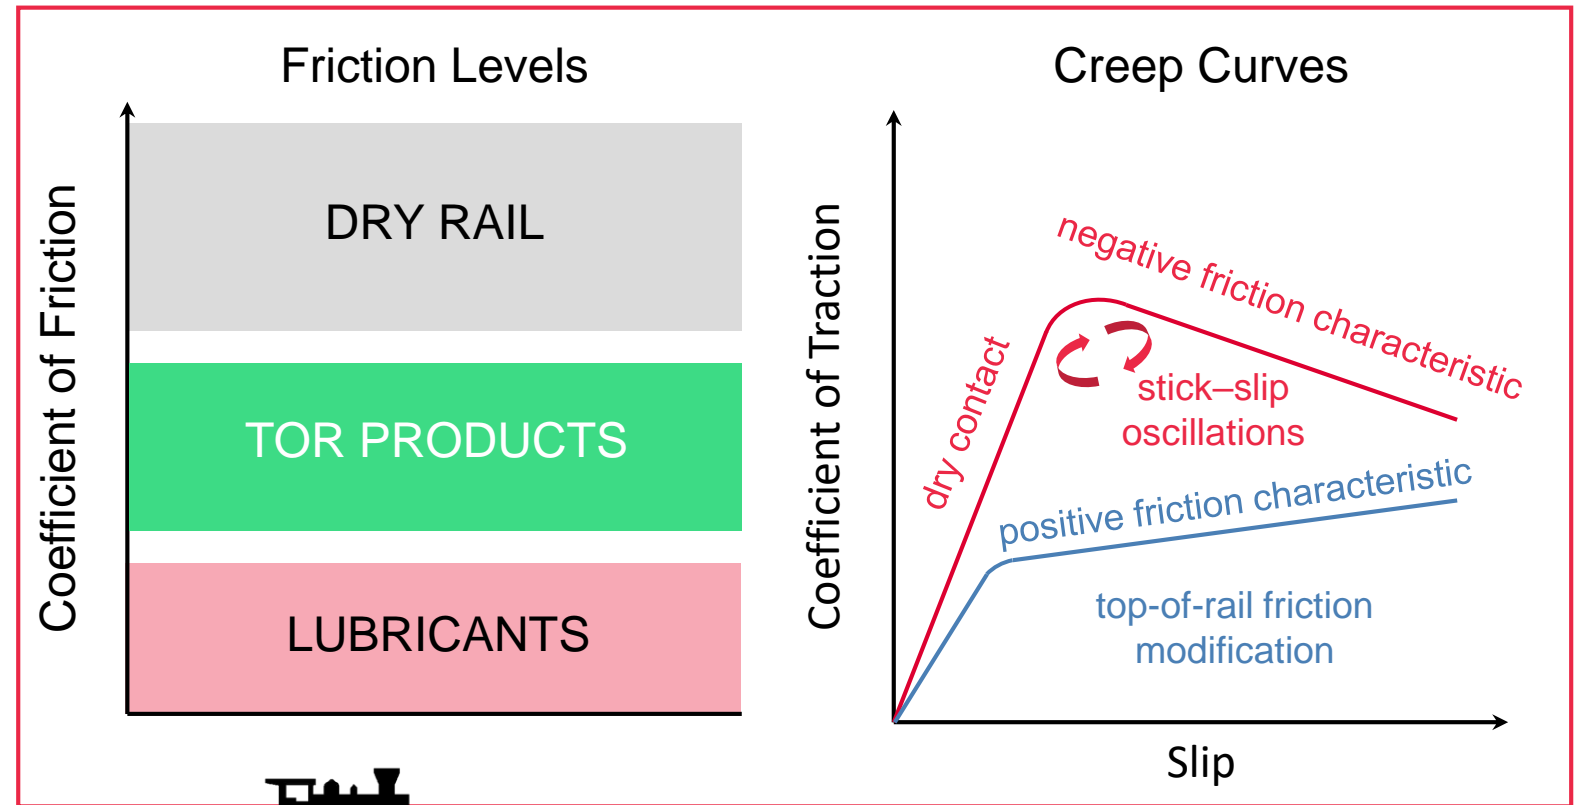 Friction Levels
Coefficient of Friction
DRY RAIL
TOR PRODUCTS
LUBRICANTS
Creep Curves
Coefficient of Traction
negative friction characteristic
dry contact
stick–slip
oscillations
positive friction characteristic
top-of-rail friction
modification
Slip